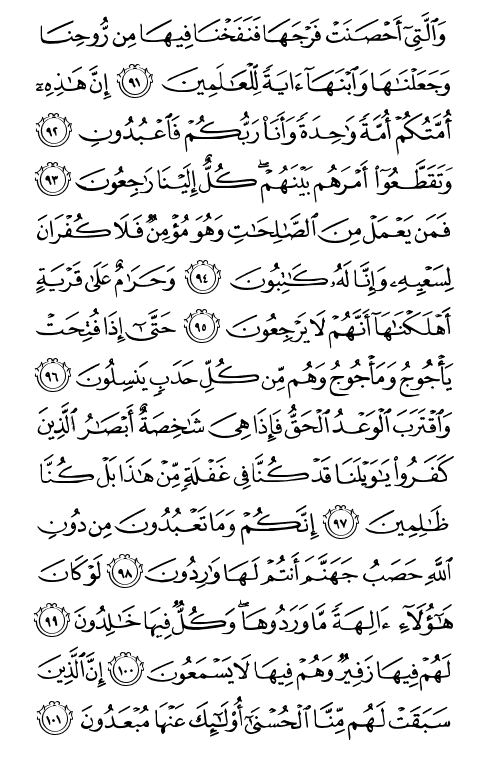 وَٱلَّتِىٓ أَحْصَنَتْ فَرْجَهَا فَنَفَخْنَا فِيهَا مِن رُّوحِنَا
وَجَعَلْنَٰهَا وَٱبْنَهَآ ءَايَةً لِّلْعَٰلَمِينَ ٩١ إِنَّ هَٰذِهِۦٓ
أُمَّتُكُمْ أُمَّةً وَٰحِدَةً وَأَنَا۠ رَبُّكُمْ فَٱعْبُدُونِ ٩٢
وَتَقَطَّعُوٓا۟ أَمْرَهُم بَيْنَهُمْ ۖ كُلٌّ إِلَيْنَا رَٰجِعُونَ ٩٣
فَمَن يَعْمَلْ مِنَ ٱلصَّٰلِحَٰتِ وَهُوَ مُؤْمِنٌ فَلَا كُفْرَانَ
لِسَعْيِهِۦ وَإِنَّا لَهُۥ كَٰتِبُونَ ٩٤ وَحَرَٰمٌ عَلَىٰ قَرْيَةٍ
أَهْلَكْنَٰهَآ أَنَّهُمْ لَا يَرْجِعُونَ ٩٥ حَتَّىٰٓ إِذَا فُتِحَتْ
يَأْجُوجُ وَمَأْجُوجُ وَهُم مِّن كُلِّ حَدَبٍ يَنسِلُونَ ٩٦
وَٱقْتَرَبَ ٱلْوَعْدُ ٱلْحَقُّ فَإِذَا هِىَ شَٰخِصَةٌ أَبْصَٰرُ ٱلَّذِينَ
كَفَرُوا۟ يَٰوَيْلَنَا قَدْ كُنَّا فِى غَفْلَةٍ مِّنْ هَٰذَا بَلْ كُنَّا
ظَٰلِمِينَ ٩٧ إِنَّكُمْ وَمَا تَعْبُدُونَ مِن دُونِ
ٱللَّهِ حَصَبُ جَهَنَّمَ أَنتُمْ لَهَا وَٰرِدُونَ ٩٨ لَوْ كَانَ
هَٰٓؤُلَآءِ ءَالِهَةً مَّا وَرَدُوهَا ۖ وَكُلٌّ فِيهَا خَٰلِدُونَ ٩٩
لَهُمْ فِيهَا زَفِيرٌ وَهُمْ فِيهَا لَا يَسْمَعُونَ ١٠٠ إِنَّ ٱلَّذِينَ
سَبَقَتْ لَهُم مِّنَّا ٱلْحُسْنَىٰٓ أُو۟لَٰٓئِكَ عَنْهَا مُبْعَدُونَ ١٠١